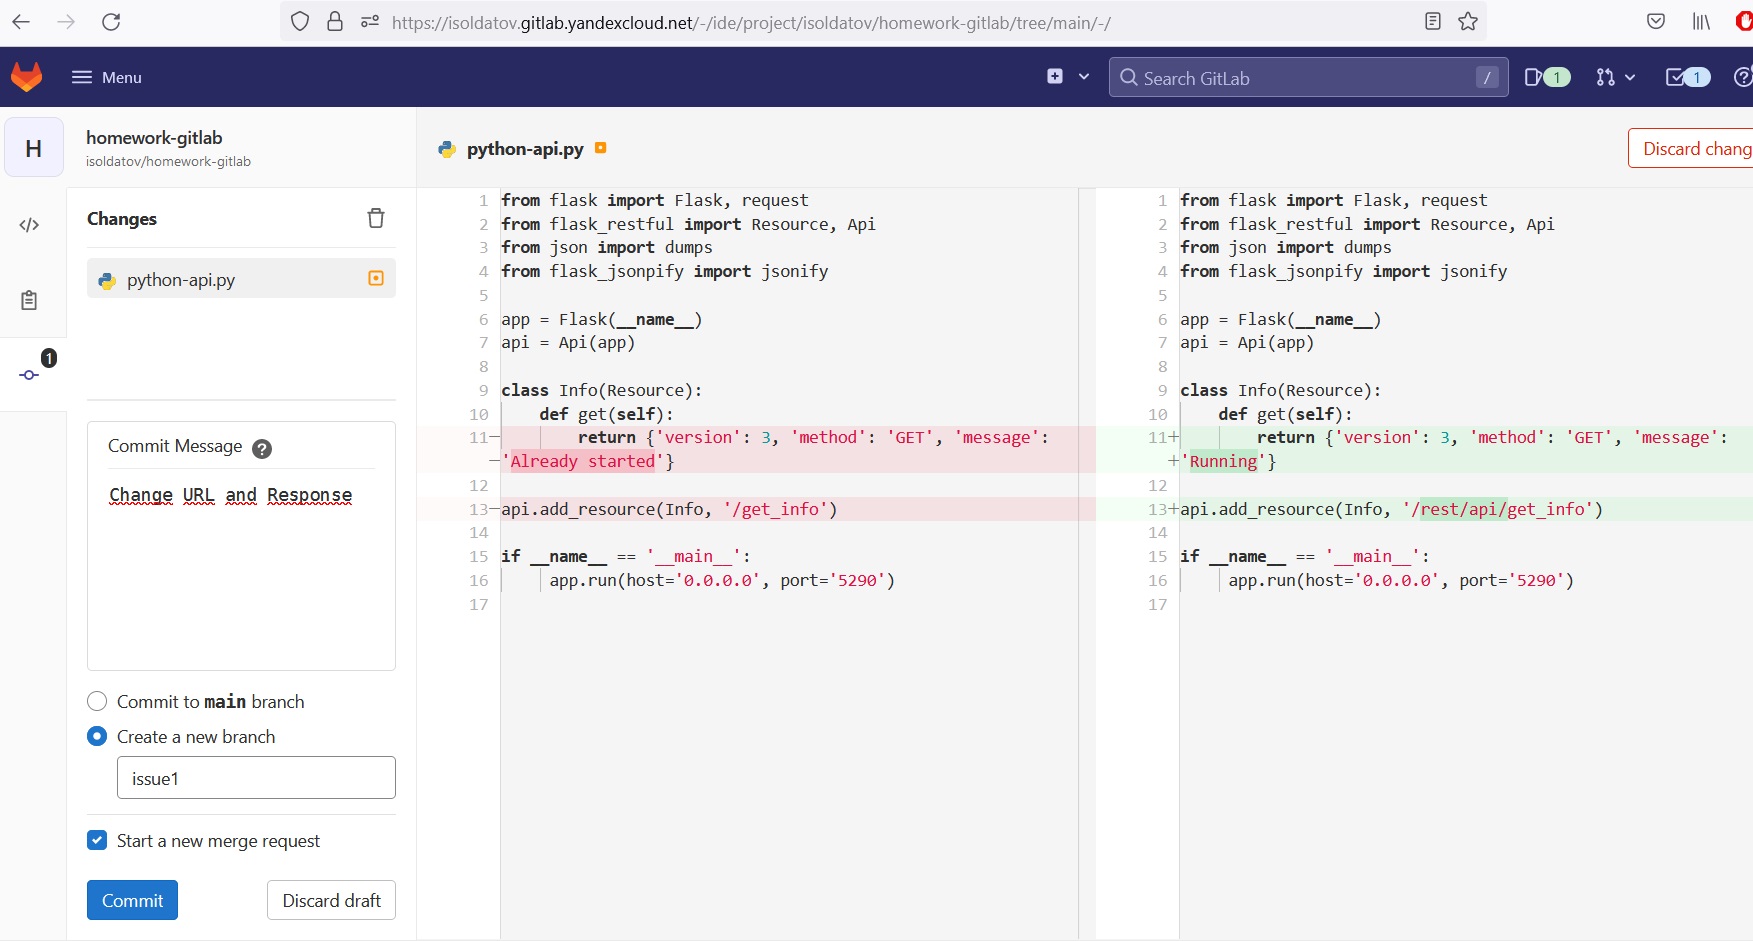 https://isoldatov.gitlab.yandexcloud.net/-/ide/project/isoldatov/homework-gitlab/tree/main/-/
Menu
Search GitLab
/
1
1
H
homework-gitlab
isoldatov/homework-gitlab
python-api.py
Discard chang
Changes
python-api.py
1
Commit Message
Change URL and Response
Commit to main branch
Create a new branch
issue1
Start a new merge request
Commit
Discard draft
1 from flask import Flask, request
2 from flask_restful import Resource, Api
3 from json import dumps
4 from flask_jsonpify import jsonify
5
6 app = Flask(__name__)
7 api = Api(app)
8
9 class Info(Resource):
10     def get(self):
11-        return {'version': 3, 'method': 'GET', 'message':
-'Already started'}
12
13-api.add_resource(Info, '/get_info')
14
15 if __name__ == '__main__':
16     app.run(host='0.0.0.0', port='5290')
17
1 from flask import Flask, request
2 from flask_restful import Resource, Api
3 from json import dumps
4 from flask_jsonpify import jsonify
5
6 app = Flask(__name__)
7 api = Api(app)
8
9 class Info(Resource):
10     def get(self):
11+        return {'version': 3, 'method': 'GET', 'message':
+'Running'}
12
13+api.add_resource(Info, '/rest/api/get_info')
14
15 if __name__ == '__main__':
16     app.run(host='0.0.0.0', port='5290')
17